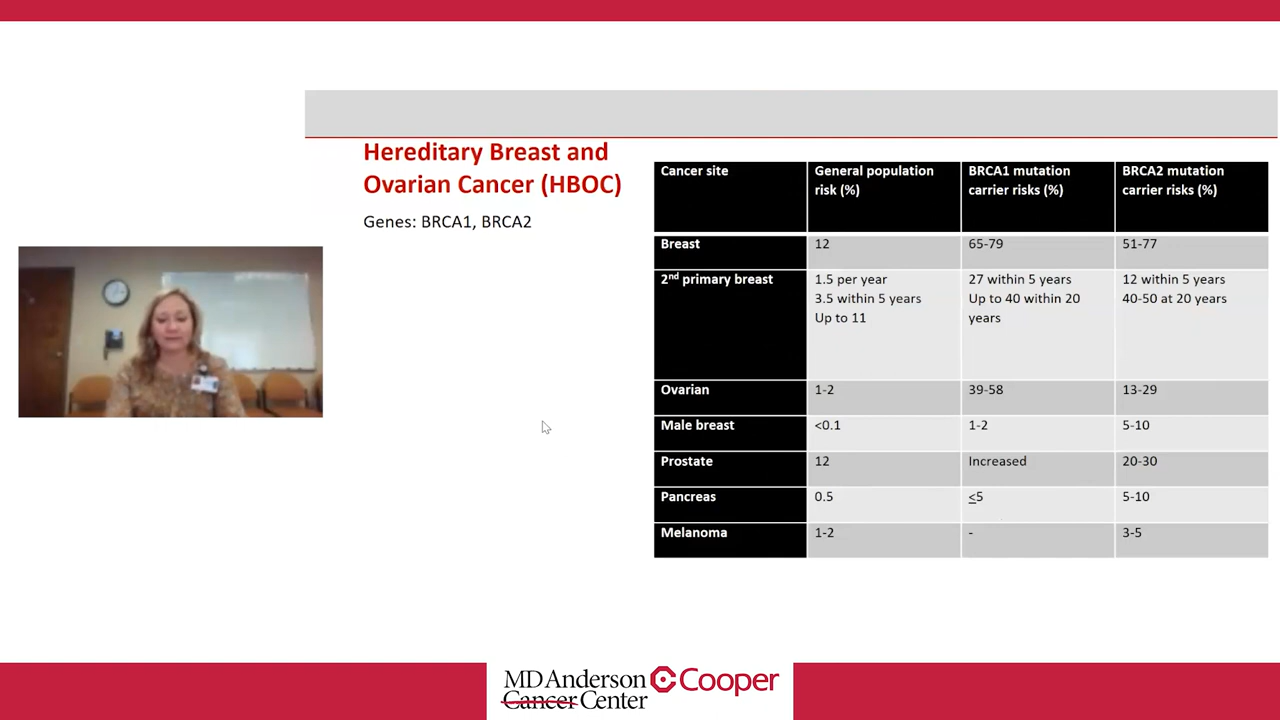 Hereditary Breast and
Ovarian Cancer (HBOC)
Genes: BRCA1, BRCA2
Cancer site
General population
risk (%)
BRCA1 mutation
carrier risks (%)
BRCA2 mutation
carrier risks (%)
Breast
12
65-79
51-77
2nd primary breast
1.5 per year
3.5 within 5 years
Up to 11
27 within 5 years
Up to 40 within 20
years
12 within 5 years
40-50 at 20 years
Ovarian
1-2
39-58
13-29
Male breast
<0.1
1-2
5-10
Prostate
12
Increased
20-30
Pancreas
0.5
≤5
5-10
Melanoma
1-2
-
3-5
MD Anderson
Cancer Center
Cooper